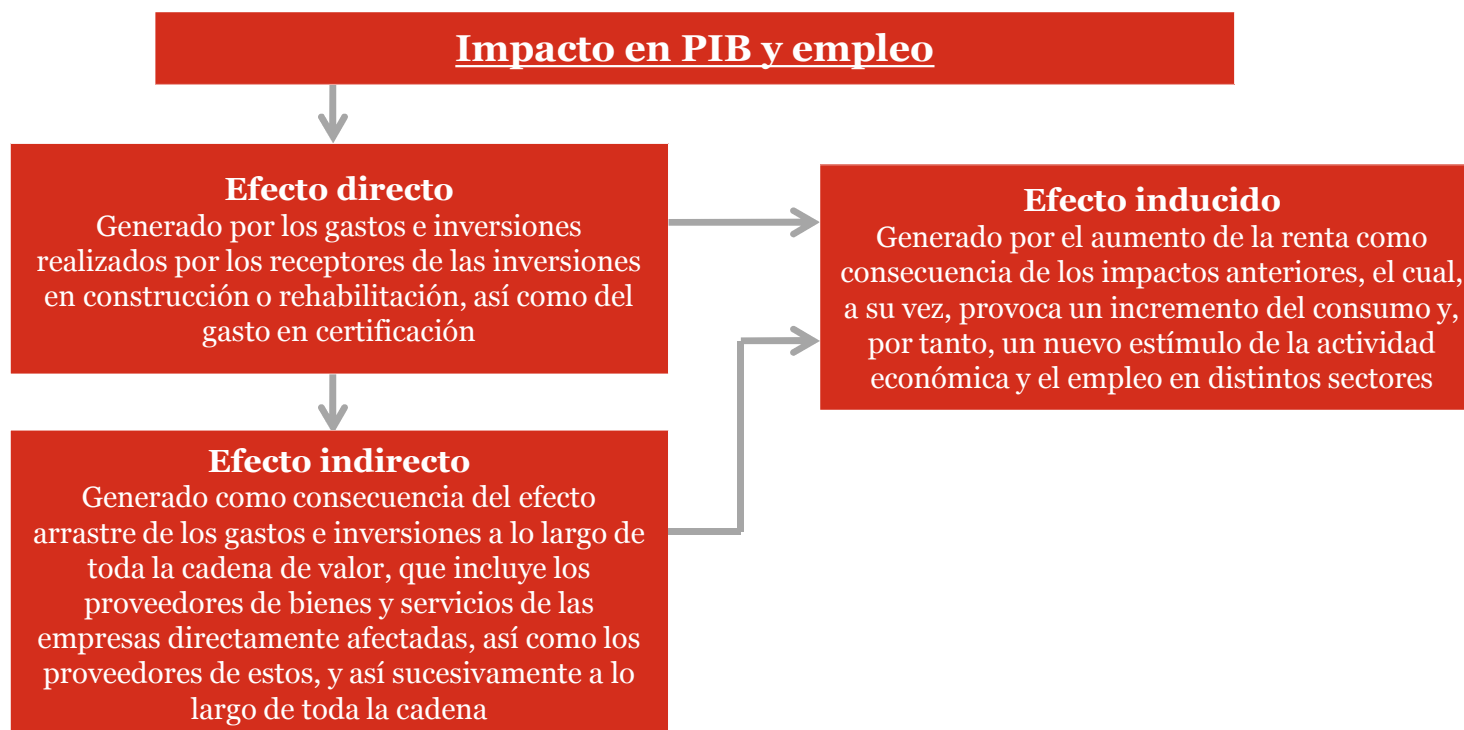 Impacto en PIB y empleo
Efecto directo
Generado por los gastos e inversiones
realizados por los receptores de las inversiones
en construcción o rehabilitación, así como del
gasto en certificación
Efecto inducido
Generado por el aumento de la renta como
consecuencia de los impactos anteriores, el cual,
a su vez, provoca un incremento del consumo y,
por tanto, un nuevo estímulo de la actividad
económica y el empleo en distintos sectores
Efecto indirecto
Generado como consecuencia del efecto
arrastre de los gastos e inversiones a lo largo de
toda la cadena de valor, que incluye los
proveedores de bienes y servicios de las
empresas directamente afectadas, así como los
proveedores de estos, y así sucesivamente a lo
largo de toda la cadena